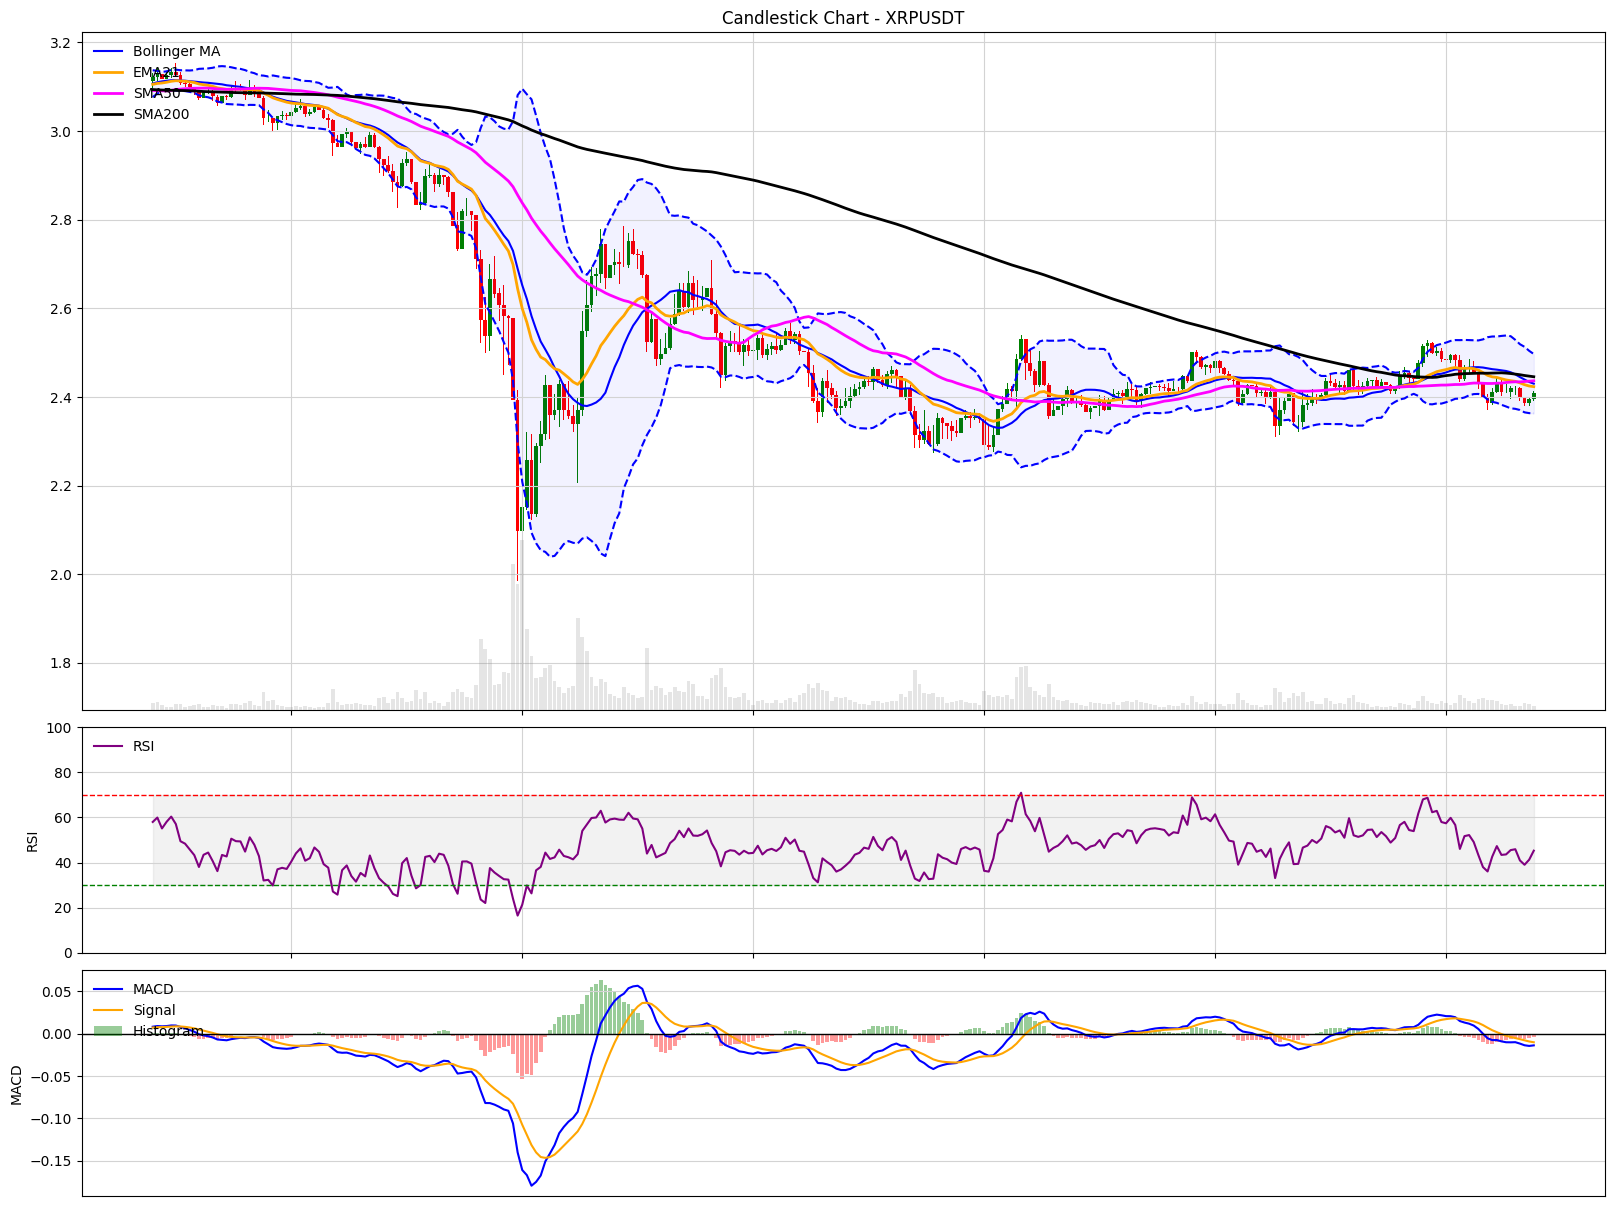 Candlestick Chart - XRPUSDT
Bollinger MA
EMA21
SMA50
SMA200
3.2
3.0
2.8
2.6
2.4
2.2
2.0
1.8
RSI
100
80
60
40
20
0
RSI
MACD
Signal
Histogram
0.05
0.00
−0.05
−0.10
−0.15
MACD